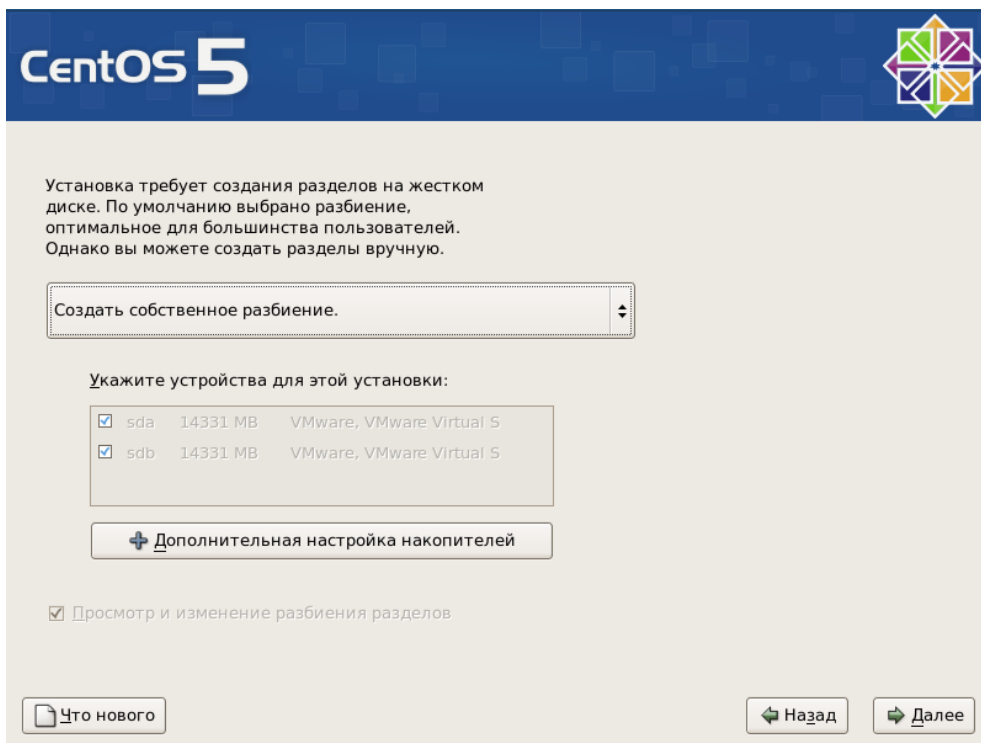 CentOS 5
Установка требует создания разделов на жестком
диске. По умолчанию выбрано разбиение,
оптимальное для большинства пользователей.
Однако вы можете создать разделы вручную.
Создать собственное разбиение.
Укажите устройства для этой установки:
sda 14331 MB VMware, VMware Virtual S
sdb 14331 MB VMware, VMware Virtual S
Дополнительная настройка накопителей
Просмотр и изменение разбиения разделов
Что нового
Назад
Далее